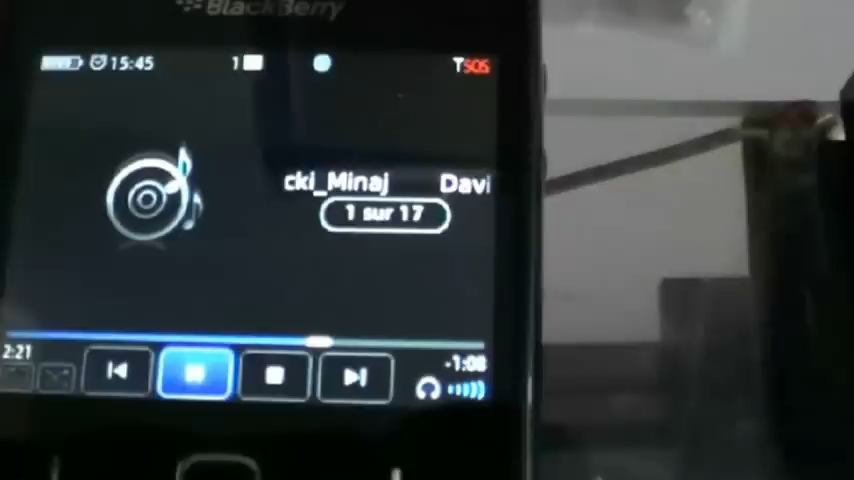 BlackBerry
15:45 1 SOS
cki_Minaj Davi
1 sur 17
2:21 -1:08